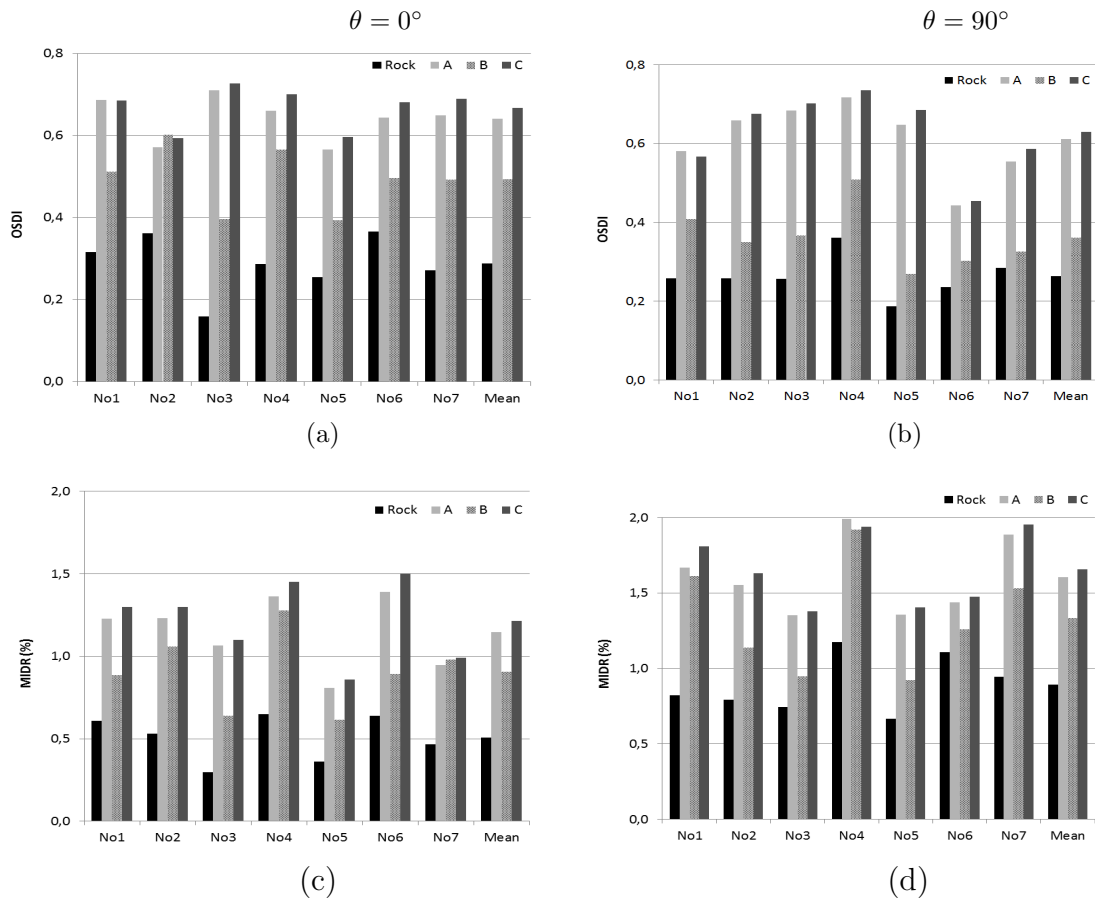 θ = 0°
θ = 90°
0,8
0,6
0,4
0,2
0,0
OSDI
Rock A B C
No1 No2 No3 No4 No5 No6 No7 Mean
(a)
0,8
0,6
0,4
0,2
0,0
OSDI
Rock A B C
No1 No2 No3 No4 No5 No6 No7 Mean
(b)
2,0
1,5
1,0
0,5
0,0
MIDR (%)
Rock A B C
No1 No2 No3 No4 No5 No6 No7 Mean
(c)
2,0
1,5
1,0
0,5
0,0
MIDR (%)
Rock A B C
No1 No2 No3 No4 No5 No6 No7 Mean
(d)